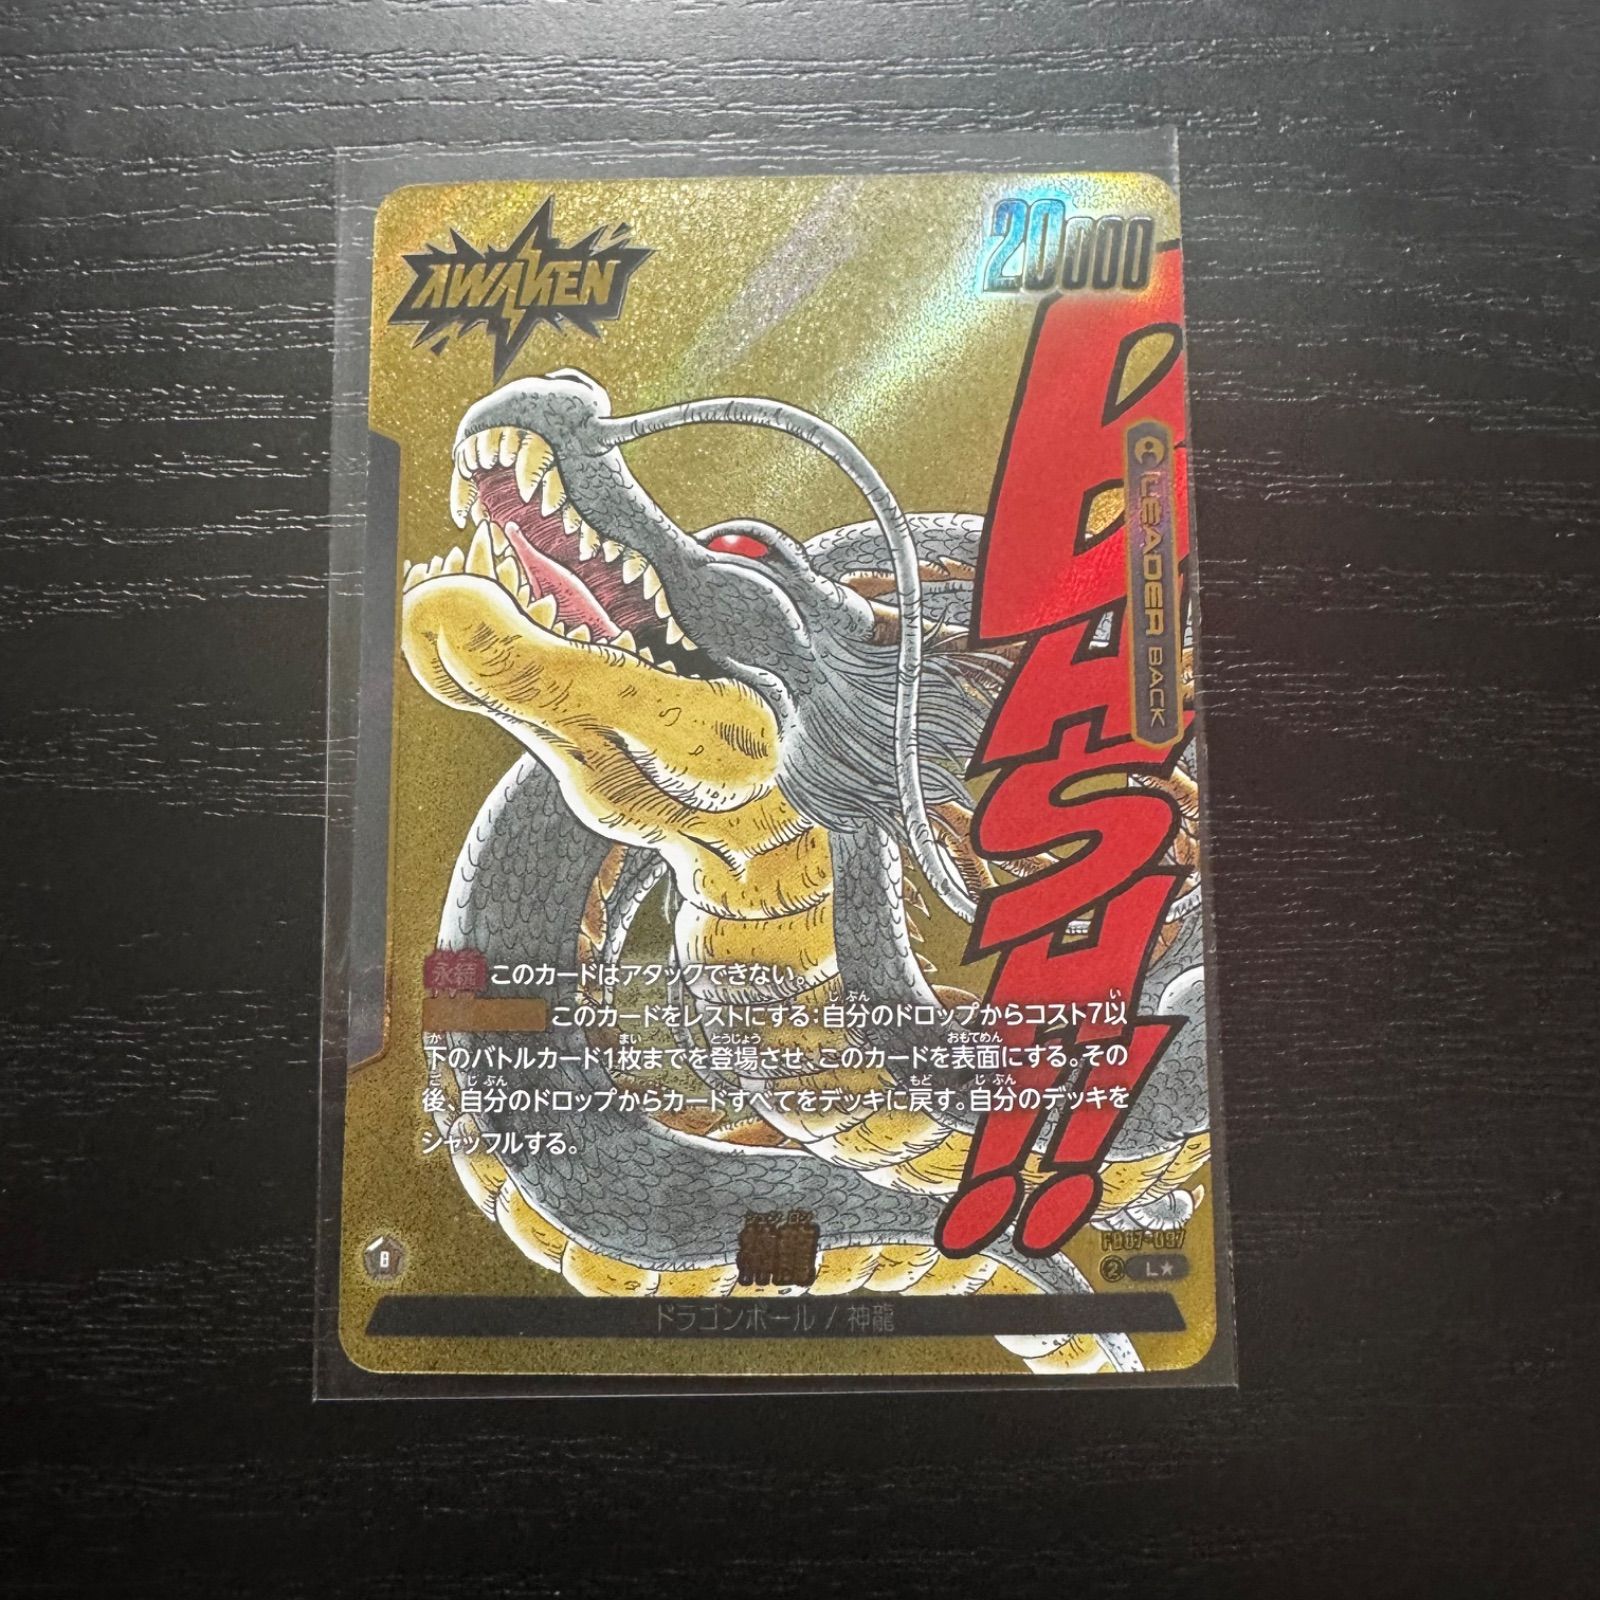 AWAKEN
20000
BASH!!
LEADER BACK
永続 このカードはアタックできない。
このカードをレストにする:自分のドロップからコスト7以
下のバトルカード1枚までを登場させ、このカードを表面にする。その
後、自分のドロップからカードすべてをデッキに戻す。自分のデッキを
シャッフルする。
シェンロン
神龍
FB07-097
B
② L★
ドラゴンボール / 神龍